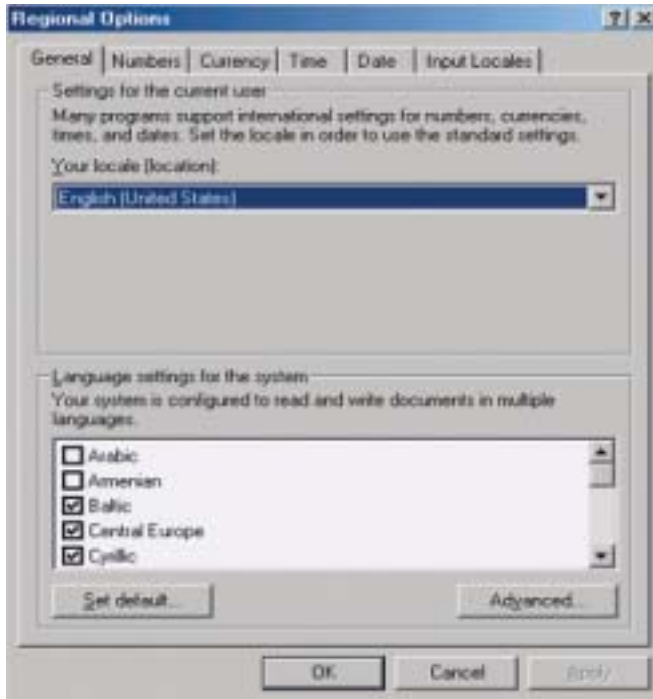 Regional Options
General
Numbers
Currency
Time
Date
Input Locales
Settings for the current user
Many programs support international settings for numbers, currencies,
times, and dates. Set the locale in order to use the standard settings.
Your locale (location):
English (United States)
Language settings for the system
Your system is configured to read and write documents in multiple
languages.
Arabic
Armenian
Baltic
Central Europe
Cyrillic
Set default...
Advanced...
OK
Cancel
Apply